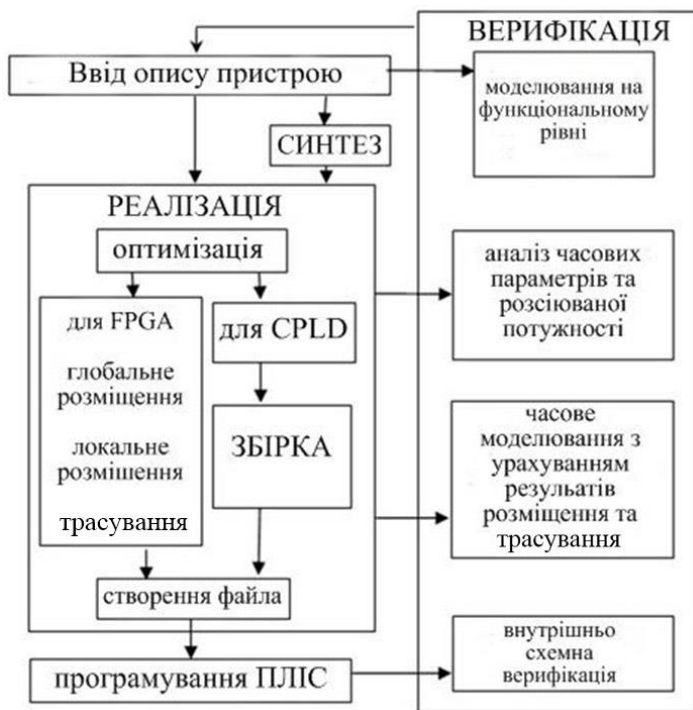 ВЕРИФІКАЦІЯ
Ввід опису пристрою
моделювання на
функціональному
рівні
СИНТЕЗ
РЕАЛІЗАЦІЯ
оптимізація
для FPGA
глобальне
розміщення
локальне
розмішення
трасування
для CPLD
ЗБІРКА
створення файла
програмування ПЛІС
аналіз часових
параметрів та
розсіюваної
потужності
часове
моделювання з
урахуванням
результатів
розміщення та
трасування
внутрішньо
схемна
верифікація